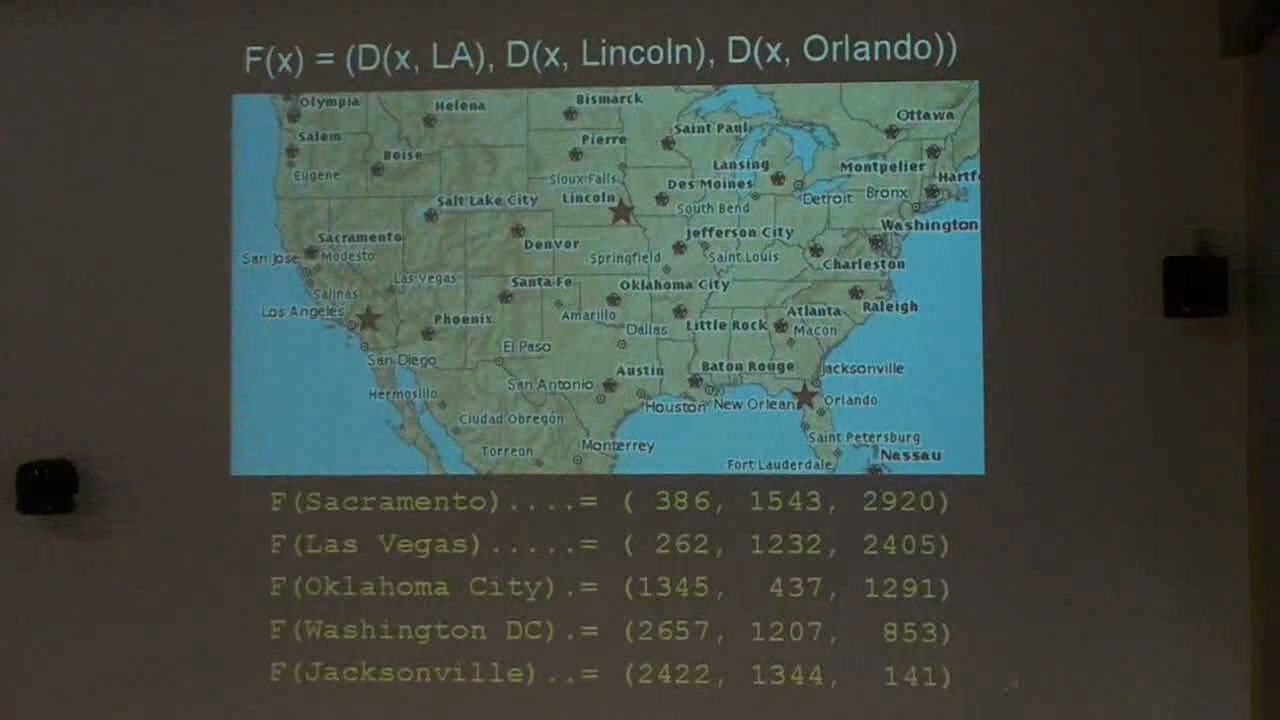 F(x) = (D(x, LA), D(x, Lincoln), D(x, Orlando))
Olympia
Helena
Bismarck
Ottawa
Salem
Pierre
Saint Paul
Boise
Lansing
Montpelier
Eugene
Sioux Falls
Des Moines
Detroit
Bronx
Hartf
Salt Lake City
Lincoln
South Bend
Washington
Sacramento
Denver
Jefferson City
San Jose
Modesto
Springfield
Saint Louis
Charleston
Las Vegas
Santa Fe
Oklahoma City
Salinas
Raleigh
Los Angeles
Phoenix
Amarillo
Little Rock
Atlanta
Dallas
Macon
San Diego
El Paso
Austin
Baton Rouge
Jacksonville
Hermosillo
San Antonio
Houston
New Orlean
Orlando
Ciudad Obregón
Torreon
Monterrey
Saint Petersburg
Fort Lauderdale
Nassau
F(Sacramento)....= ( 386, 1543, 2920)
F(Las Vegas).....= ( 262, 1232, 2405)
F(Oklahoma City).= (1345, 437, 1291)
F(Washington DC).= (2657, 1207, 853)
F(Jacksonville)..= (2422, 1344, 141)